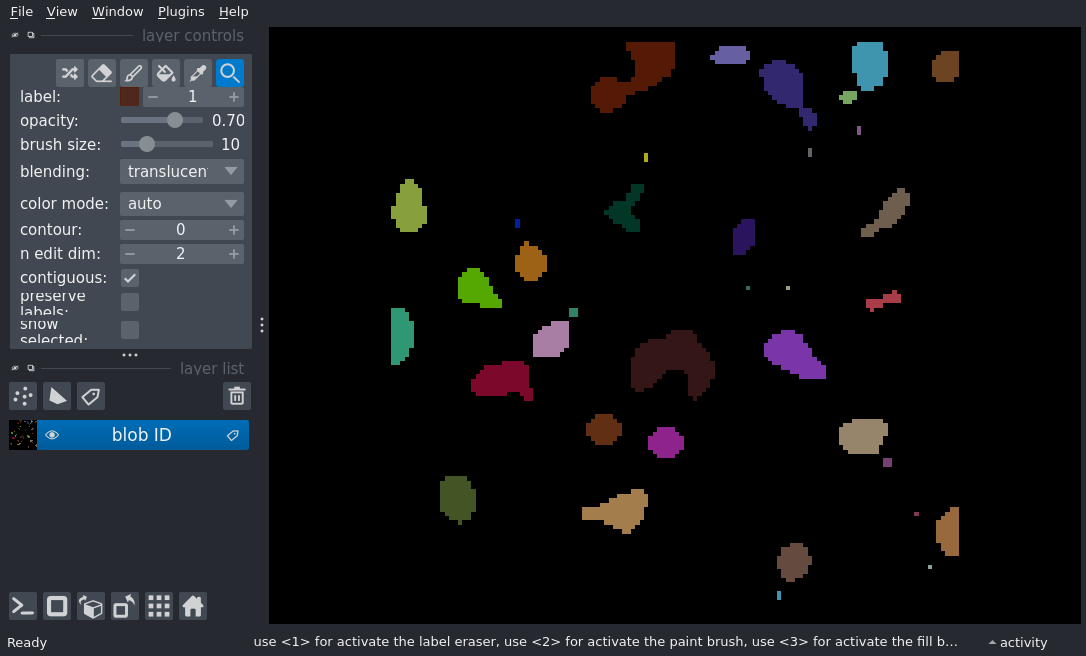 File View Window Plugins Help
layer controls
label: 1
opacity: 0.70
brush size: 10
blending: translucen
color mode: auto
contour: 0
n edit dim: 2
contiguous:
preserve
labels:
show
selected:
layer list
blob ID
Ready use <1> for activate the label eraser, use <2> for activate the paint brush, use <3> for activate the fill b... activity